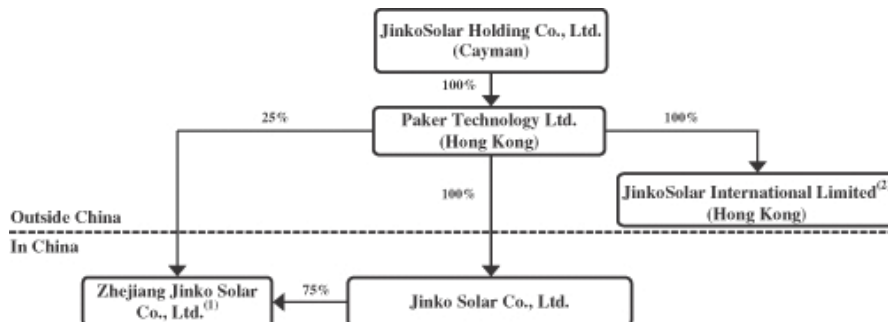 JinkoSolar Holding Co., Ltd.
(Cayman)
100%
Paker Technology Ltd.
(Hong Kong)
25%
100%
100%
JinkoSolar International Limited(2)
(Hong Kong)
Outside China
In China
Zhejiang Jinko Solar
Co., Ltd.(1)
75%
Jinko Solar Co., Ltd.